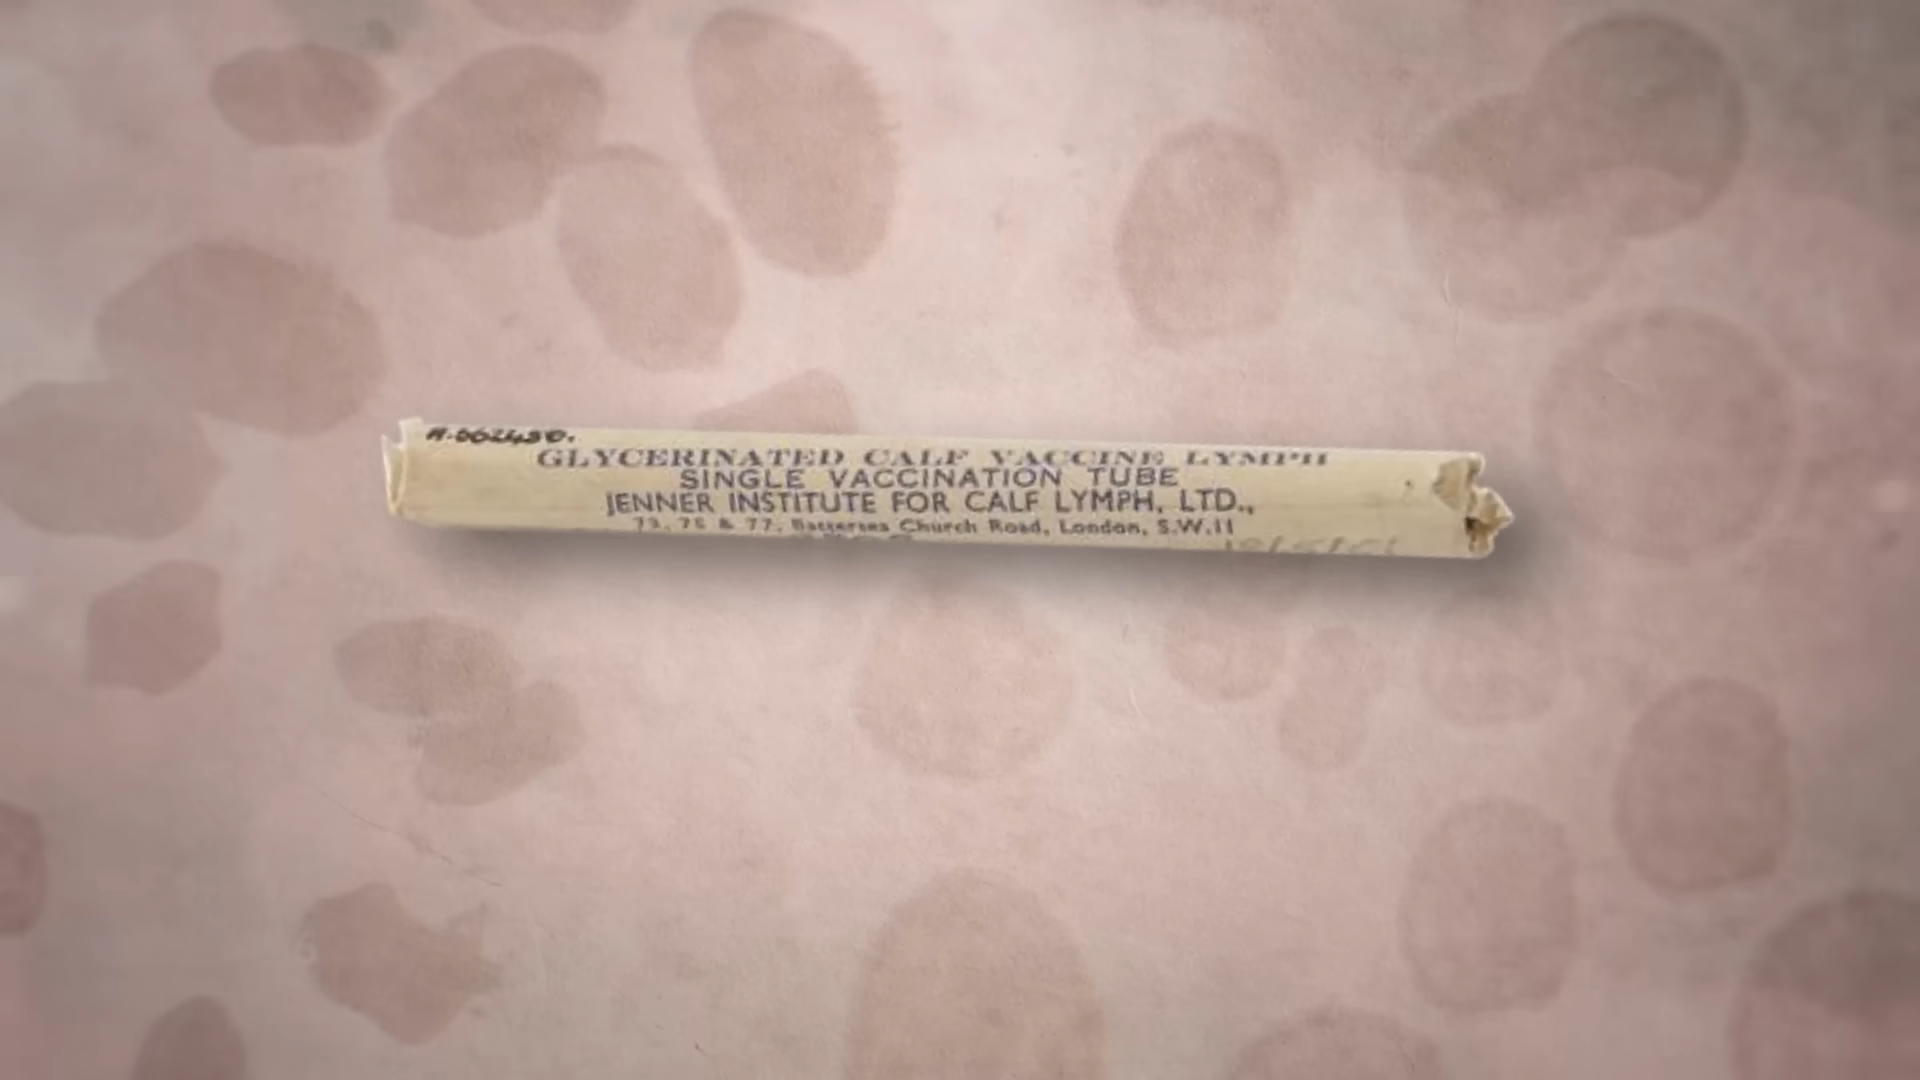 A.662430.
GLYCERINATED CALF VACCINE LYMPH
SINGLE VACCINATION TUBE
JENNER INSTITUTE FOR CALF LYMPH, LTD.,
73, 75 & 77, Battersea Church Road, London, S.W.11